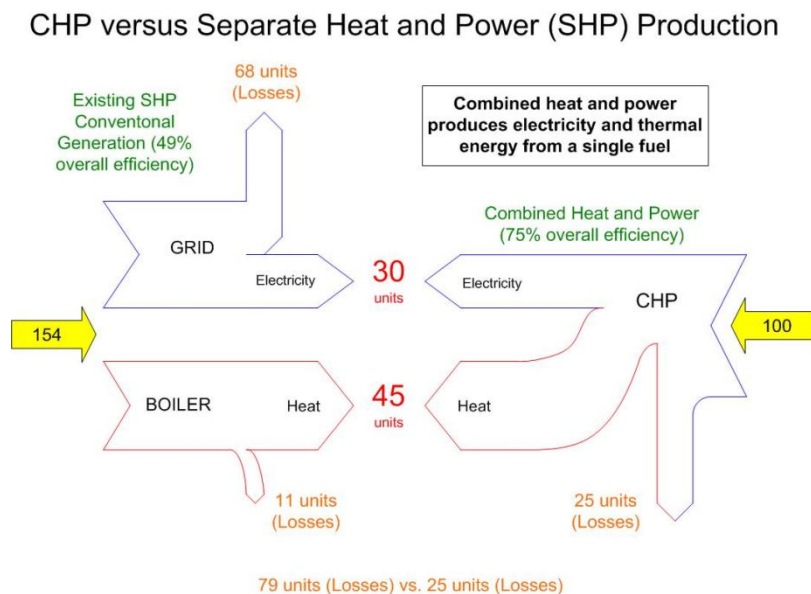 CHP versus Separate Heat and Power (SHP) Production
68 units
(Losses)
Existing SHP
Conventonal
Generation (49%
overall efficiency)
Combined heat and power
produces electricity and thermal
energy from a single fuel
Combined Heat and Power
(75% overall efficiency)
GRID
Electricity
30
units
Electricity
CHP
154
100
BOILER
Heat
45
units
Heat
11 units
(Losses)
25 units
(Losses)
79 units (Losses) vs. 25 units (Losses)